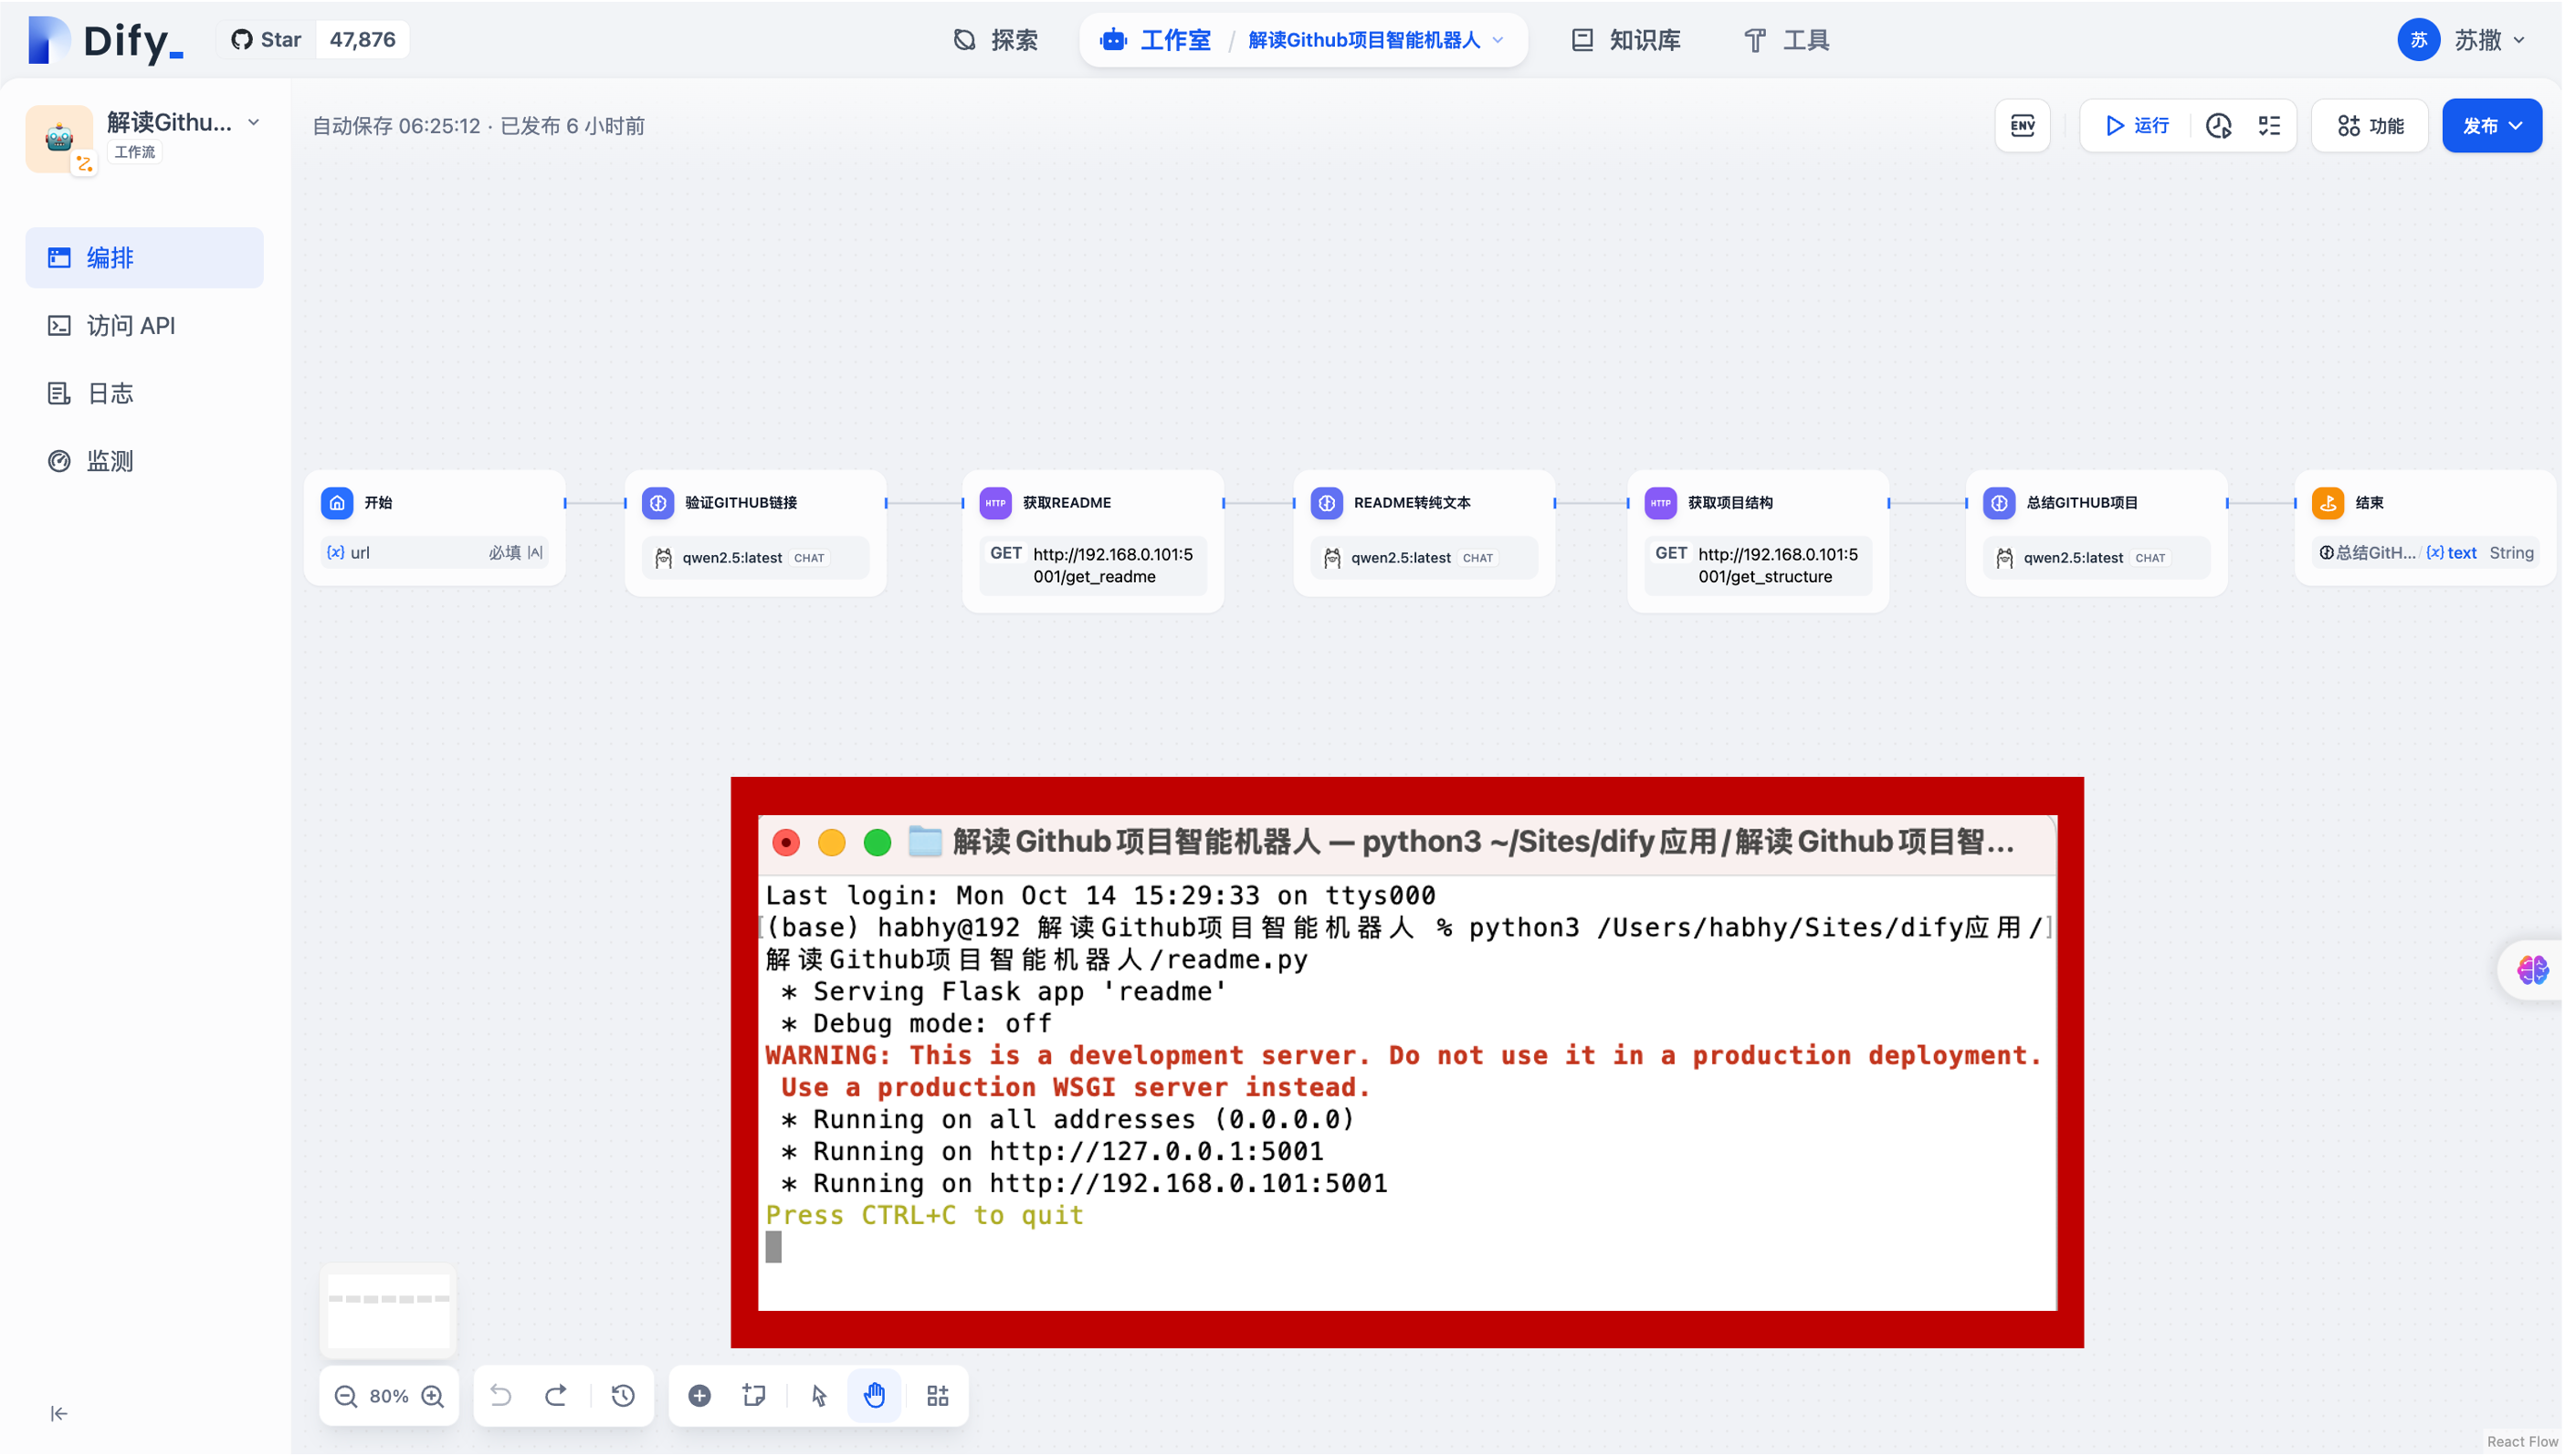 Dify_
Star 47,876
探索
工作室 / 解读Github项目智能机器人
知识库
工具
苏 苏撒
解读Githu...
工作流
自动保存 06:25:12 · 已发布 6 小时前
ENV
运行
功能
发布
编排
访问 API
日志
监测
开始
{x} url 必填
验证GITHUB链接
qwen2.5:latest CHAT
HTTP 获取README
GET http://192.168.0.101:5
001/get_readme
README转纯文本
qwen2.5:latest CHAT
HTTP 获取项目结构
GET http://192.168.0.101:5
001/get_structure
总结GITHUB项目
qwen2.5:latest CHAT
结束
总结GitH... / {x} text String
解读Github项目智能机器人 — python3 ~/Sites/dify应用/解读Github项目智...
Last login: Mon Oct 14 15:29:33 on ttys000
[(base) habhy@192 解读Github项目智能机器人 % python3 /Users/habhy/Sites/dify应用/]
解读Github项目智能机器人/readme.py
* Serving Flask app 'readme'
* Debug mode: off
WARNING: This is a development server. Do not use it in a production deployment.
Use a production WSGI server instead.
* Running on all addresses (0.0.0.0)
* Running on http://127.0.0.1:5001
* Running on http://192.168.0.101:5001
Press CTRL+C to quit
80%
React Flow